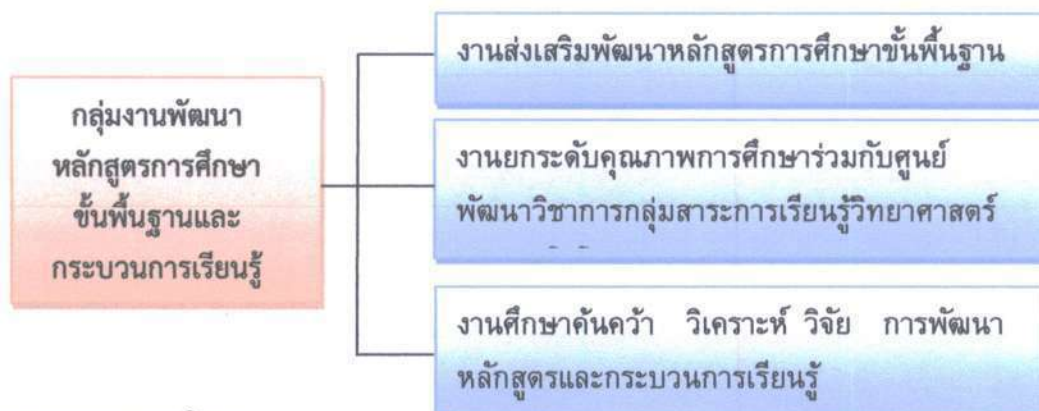 กลุ่มงานพัฒนา
หลักสูตรการศึกษา
ขั้นพื้นฐานและ
กระบวนการเรียนรู้
งานส่งเสริมพัฒนาหลักสูตรการศึกษาขั้นพื้นฐาน
งานยกระดับคุณภาพการศึกษาร่วมกับศูนย์
พัฒนาวิชาการกลุ่มสาระการเรียนรู้วิทยาศาสตร์
งานศึกษาค้นคว้า วิเคราะห์ วิจัย การพัฒนา
หลักสูตรและกระบวนการเรียนรู้